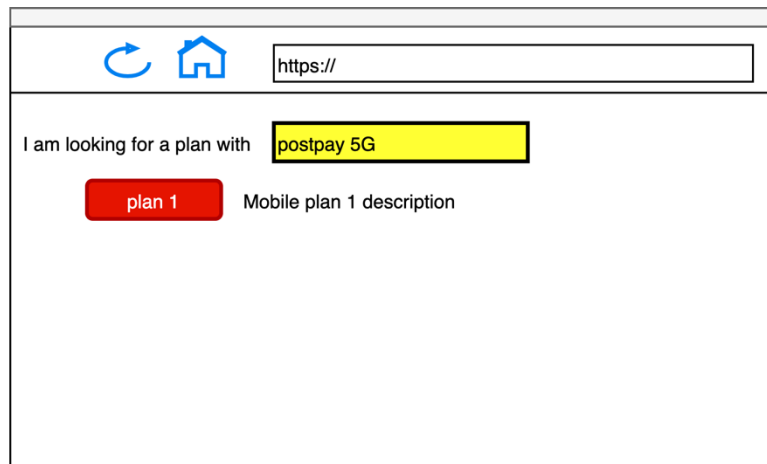 https://
I am looking for a plan with postpay 5G
plan 1 Mobile plan 1 description